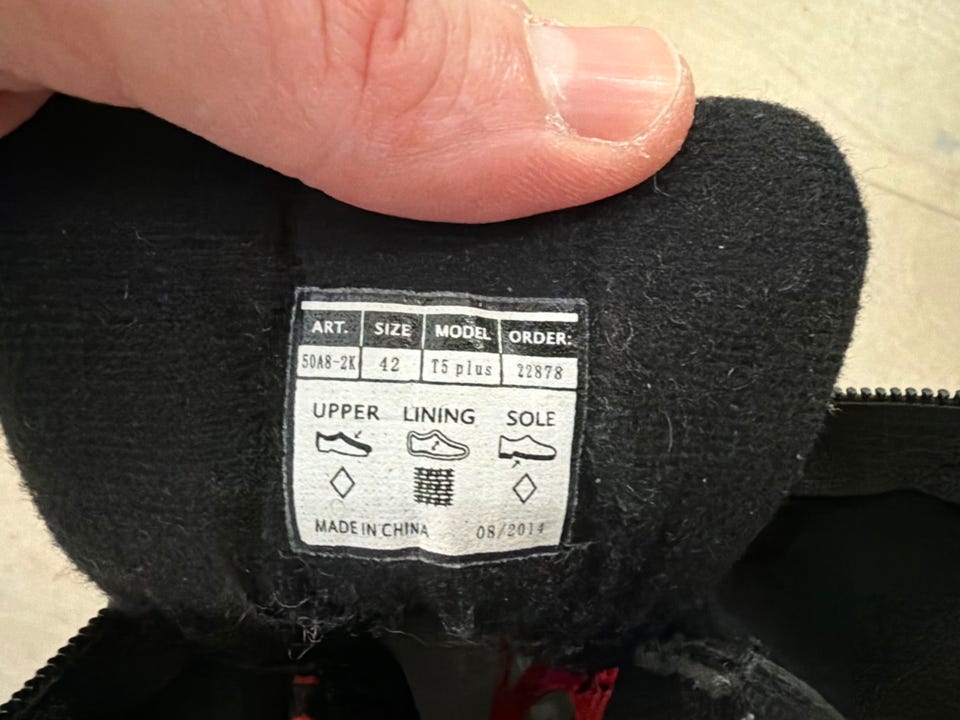 ART. SIZE MODEL ORDER:
50A8-2K 42 T5 plus 22878
UPPER LINING SOLE
MADE IN CHINA 08/2014